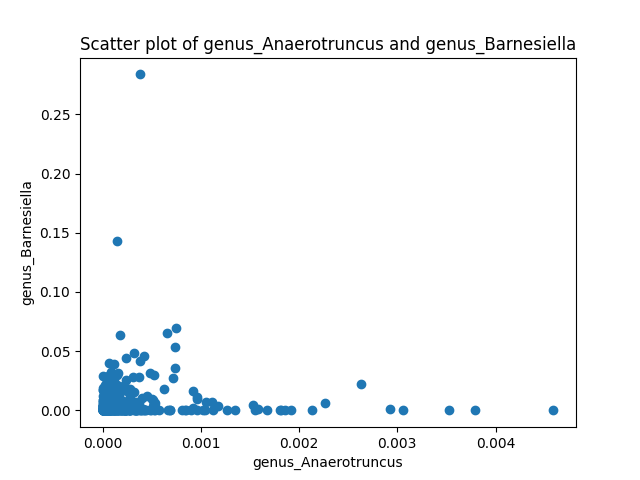 Scatter plot of genus_Anaerotruncus and genus_Barnesiella
0.25
0.20
0.15
0.10
0.05
0.00
genus_Barnesiella
0.000 0.001 0.002 0.003 0.004
genus_Anaerotruncus